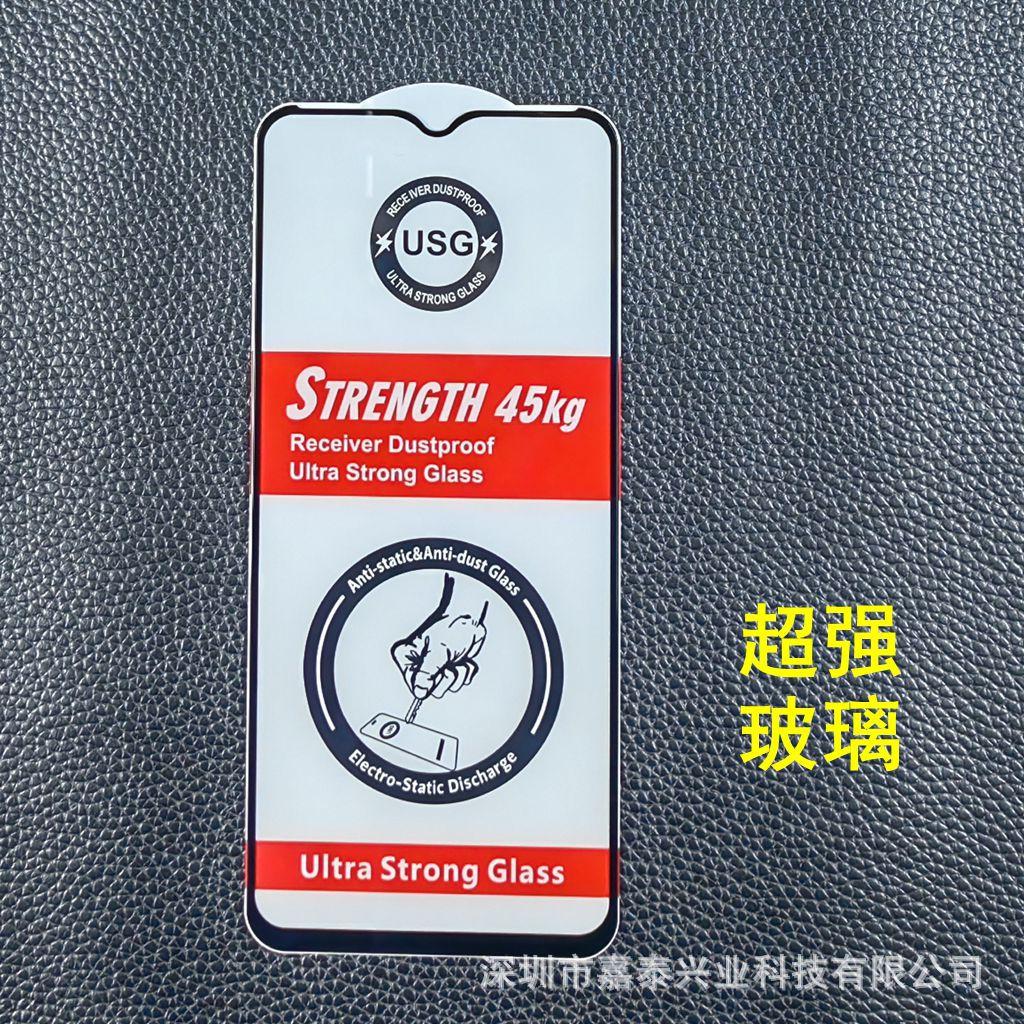 RECEIVER DUSTPROOF
USG
ULTRA STRONG GLASS
STRENGTH 45kg
Receiver Dustproof
Ultra Strong Glass
Anti-static&Anti-dust Glass
Electro-Static Discharge
超强
玻璃
Ultra Strong Glass
深圳市嘉泰兴业科技有限公司